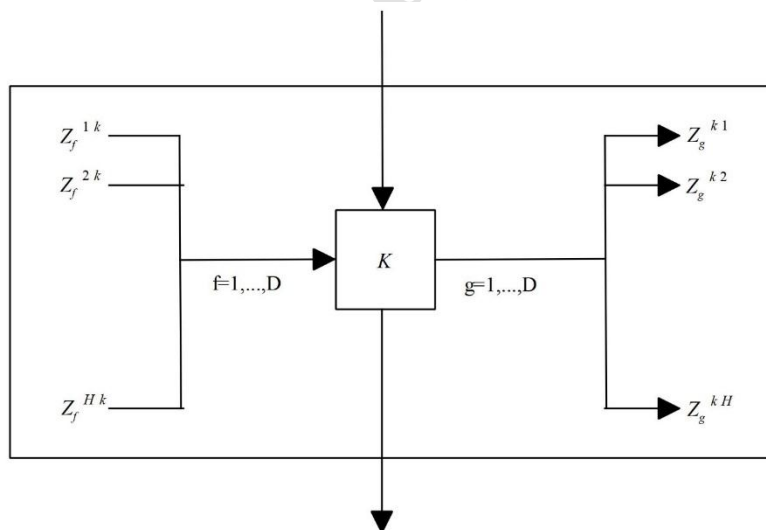 Z_f^{1k}
Z_f^{2k}
Z_f^{Hk}
f=1,...,D
K
g=1,...,D
Z_g^{k1}
Z_g^{k2}
Z_g^{kH}